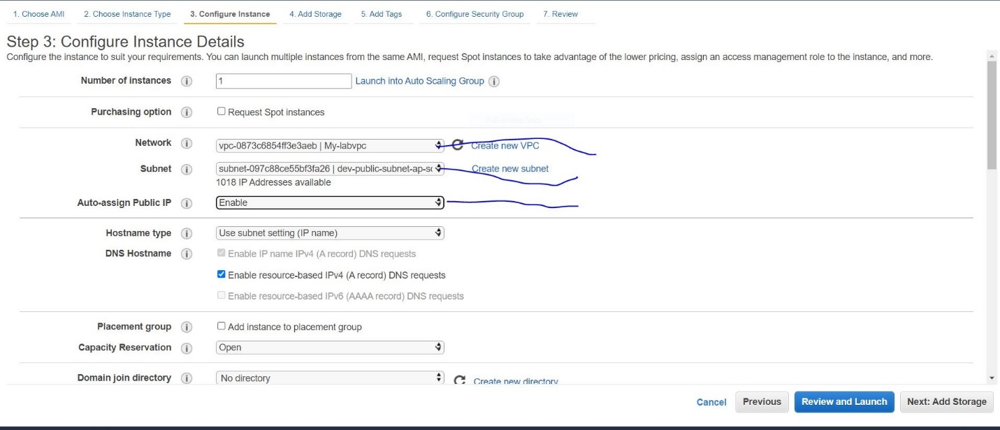 1. Choose AMI 2. Choose Instance Type 3. Configure Instance 4. Add Storage 5. Add Tags 6. Configure Security Group 7. Review
Step 3: Configure Instance Details
Configure the instance to suit your requirements. You can launch multiple instances from the same AMI, request Spot instances to take advantage of the lower pricing, assign an access management role to the instance, and more.
Number of instances i 1 Launch into Auto Scaling Group i
Purchasing option i Request Spot instances
Network i vpc-0873c6854ff3e3aeb | My-labvpc Create new VPC
Subnet i subnet-097c88ce55bf3fa26 | dev-public-subnet-ap-so Create new subnet
1018 IP Addresses available
Auto-assign Public IP i Enable
Hostname type i Use subnet setting (IP name)
DNS Hostname i Enable IP name IPv4 (A record) DNS requests
Enable resource-based IPv4 (A record) DNS requests
Enable resource-based IPv6 (AAAA record) DNS requests
Placement group i Add instance to placement group
Capacity Reservation i Open
Domain join directory i No directory Create new directory
Cancel Previous Review and Launch Next: Add Storage